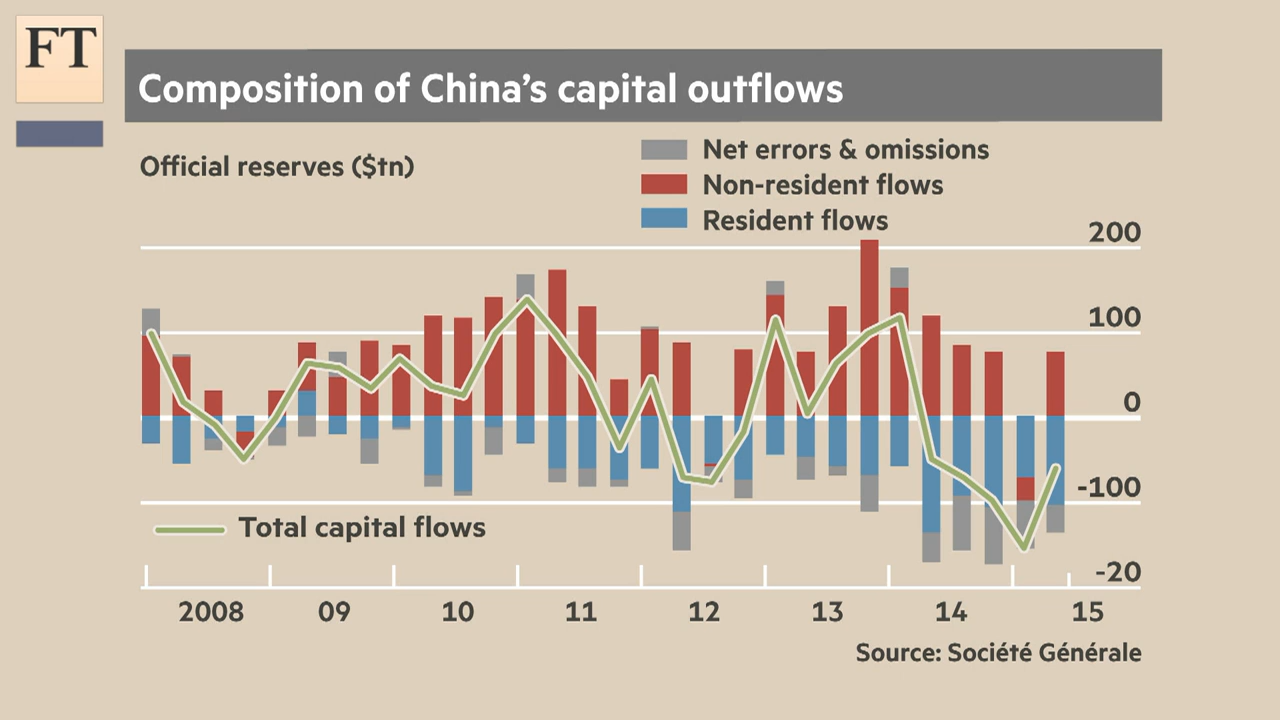 FT
Composition of China's capital outflows
Official reserves ($tn)
Net errors & omissions
Non-resident flows
Resident flows
200
100
0
-100
-20
Total capital flows
2008 09 10 11 12 13 14 15
Source: Société Générale